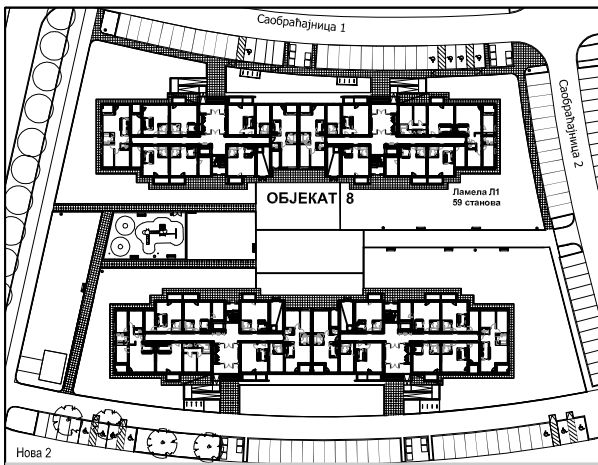 Саобраћајница 1
Саобраћајница 2
ОБЈЕКАТ 8
Ламела Л1
59 станова
Нова 2